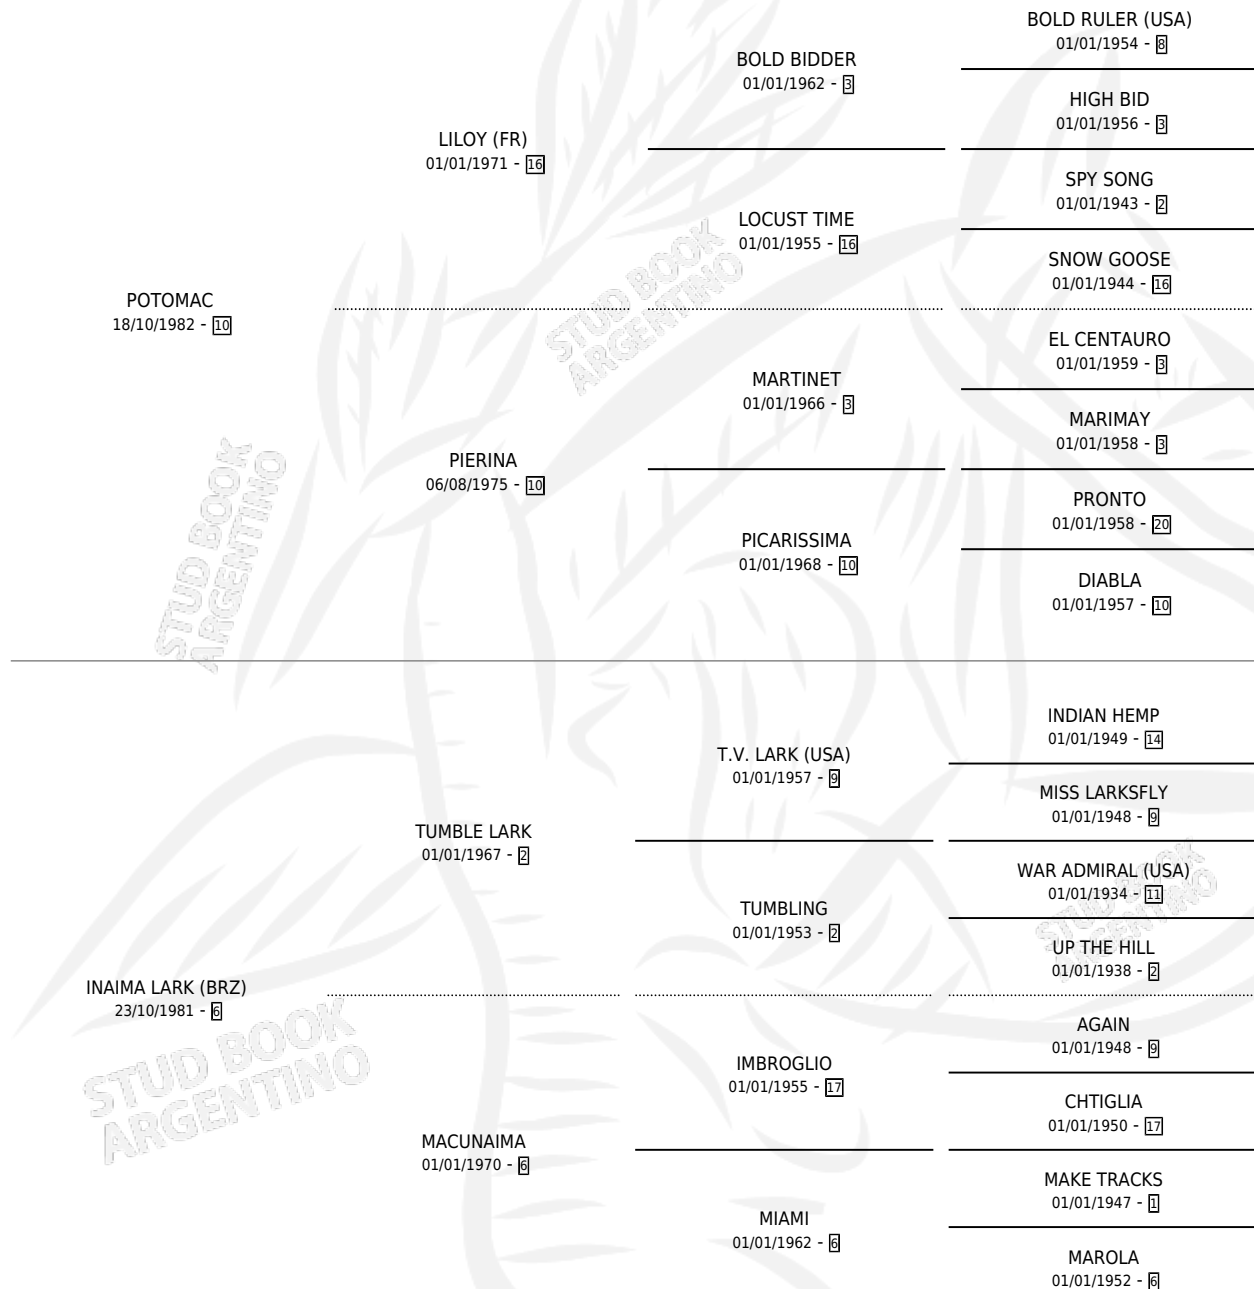 BOLD RULER (USA)
01/01/1954 - 8
BOLD BIDDER
01/01/1962 - 3
HIGH BID
01/01/1956 - 3
LILOY (FR)
01/01/1971 - 16
SPY SONG
01/01/1943 - 2
LOCUST TIME
01/01/1955 - 16
SNOW GOOSE
01/01/1944 - 16
POTOMAC
18/10/1982 - 10
STUD BOOK
ARGENTINO
EL CENTAURO
01/01/1959 - 3
MARTINET
01/01/1966 - 3
MARIMAY
01/01/1958 - 3
PIERINA
06/08/1975 - 10
PRONTO
01/01/1958 - 20
PICARISSIMA
01/01/1968 - 10
DIABLA
01/01/1957 - 10
STUD BOOK
ARGENTINO
INDIAN HEMP
01/01/1949 - 14
T.V. LARK (USA)
01/01/1957 - 9
MISS LARKSFLY
01/01/1948 - 9
TUMBLE LARK
01/01/1967 - 2
WAR ADMIRAL (USA)
01/01/1934 - 11
STUD BOOK
ARGENTINO
TUMBLING
01/01/1953 - 2
UP THE HILL
01/01/1938 - 2
INAIMA LARK (BRZ)
23/10/1981 - 6
STUD BOOK
ARGENTINO
AGAIN
01/01/1948 - 9
IMBROGLIO
01/01/1955 - 17
CHTIGLIA
01/01/1950 - 17
MACUNAIMA
01/01/1970 - 6
MAKE TRACKS
01/01/1947 - 1
MIAMI
01/01/1962 - 6
MAROLA
01/01/1952 - 6